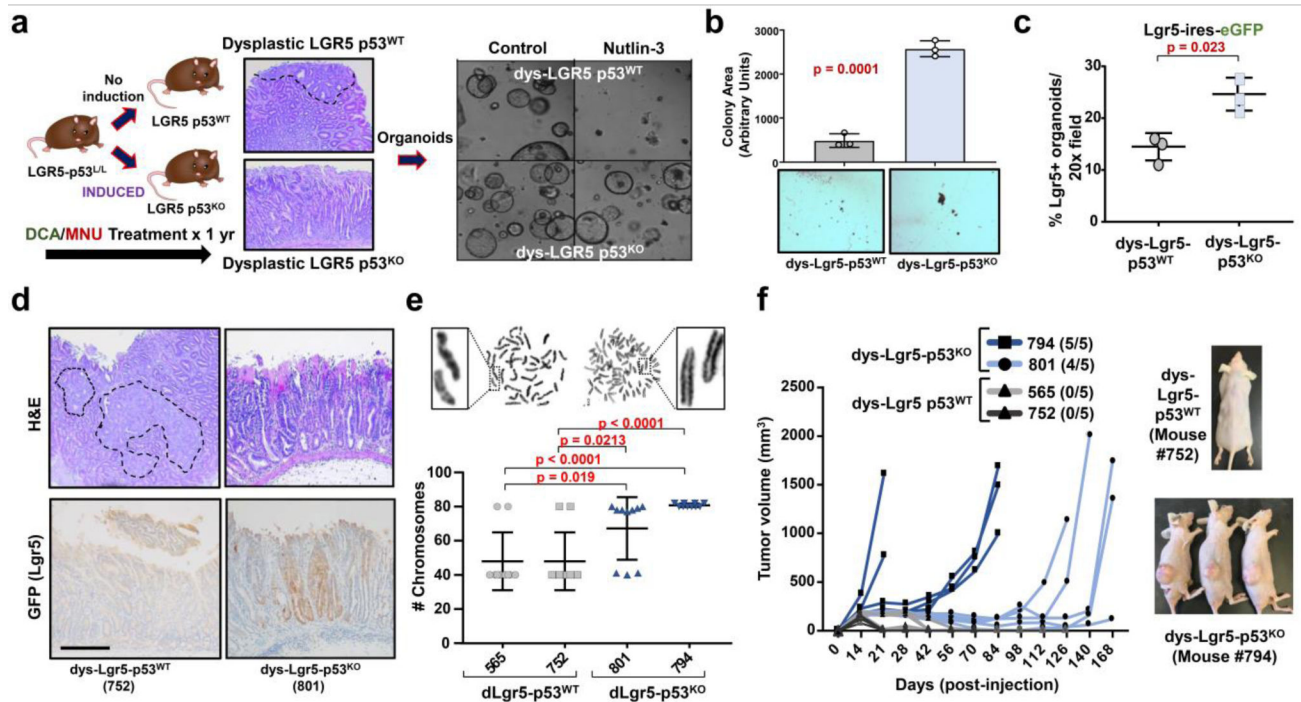 a
No
induction
LGR5 p53WT
LGR5-p53L/L
INDUCED
LGR5 p53KO
DCA/MNU Treatment x 1 yr
Dysplastic LGR5 p53WT
Dysplastic LGR5 p53KO
Organoids
Control
Nutlin-3
dys-LGR5 p53WT
dys-LGR5 p53KO
b
Colony Area
(Arbitrary Units)
3000
2000
1000
0
p = 0.0001
dys-Lgr5-p53WT
dys-Lgr5-p53KO
c
Lgr5-ires-eGFP
p = 0.023
% Lgr5+ organoids/
20x field
30
20
10
0
dys-Lgr5-
p53WT
dys-Lgr5-
p53KO
d
H&E
GFP (Lgr5)
dys-Lgr5-p53WT
(752)
dys-Lgr5-p53KO
(801)
e
p < 0.0001
p = 0.0213
p < 0.0001
p = 0.019
# Chromosomes
100
80
60
40
20
0
565
752
801
794
dLgr5-p53WT
dLgr5-p53KO
f
dys-Lgr5-p53KO
794 (5/5)
801 (4/5)
dys-Lgr5 p53WT
565 (0/5)
752 (0/5)
Tumor volume (mm3)
2500
2000
1500
1000
500
0
0
14
21
28
42
56
70
84
98
112
126
140
168
Days (post-injection)
dys-
Lgr5-
p53WT
(Mouse
#752)
dys-Lgr5-p53KO
(Mouse #794)